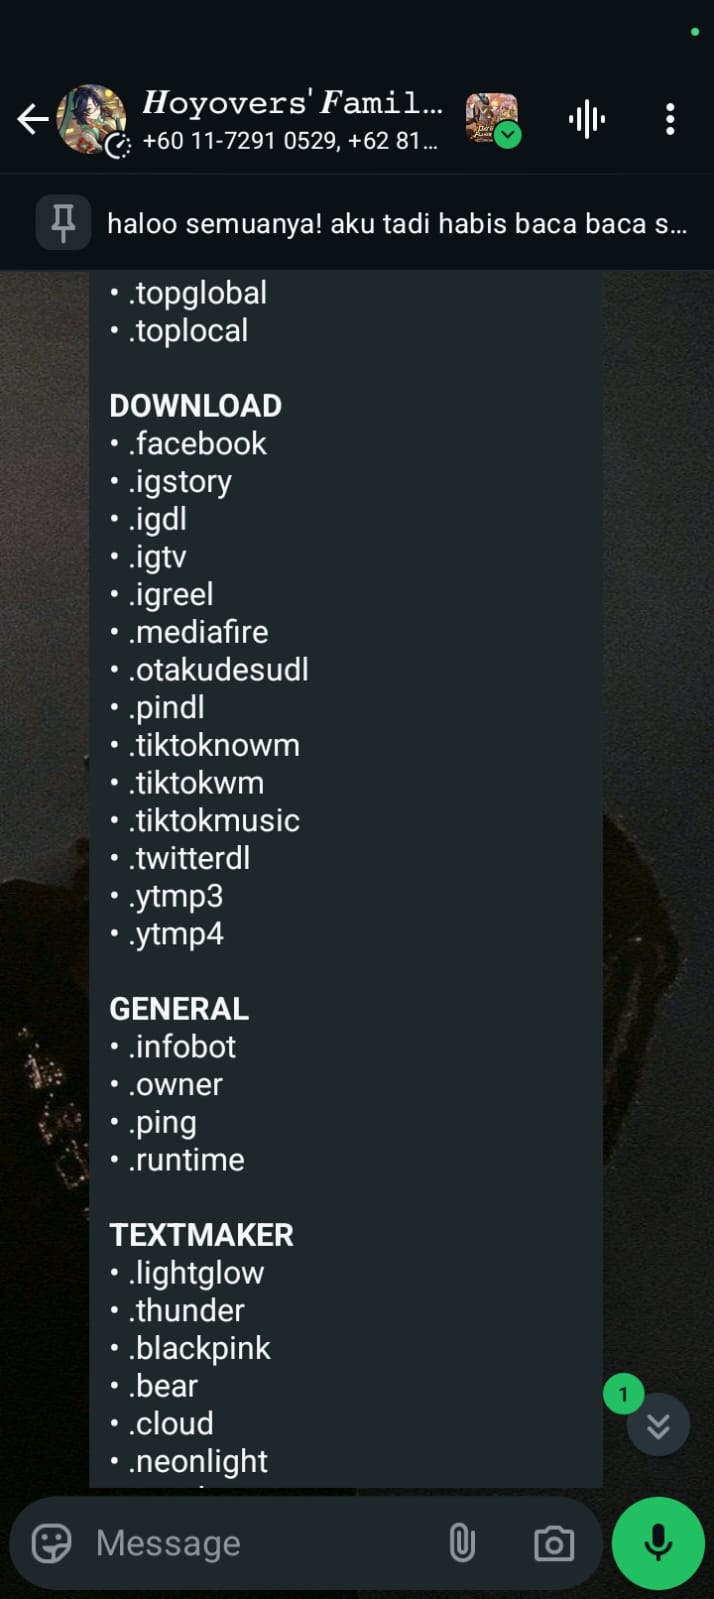 Hoyovers' Famil...
+60 11-7291 0529, +62 81...
haloo semuanya! aku tadi habis baca baca s...
• .topglobal
• .toplocal
DOWNLOAD
• .facebook
• .igstory
• .igdl
• .igtv
• .igreel
• .mediafire
• .otakudesudl
• .pindl
• .tiktoknowm
• .tiktokwm
• .tiktokmusic
• .twitterdl
• .ytmp3
• .ytmp4
GENERAL
• .infobot
• .owner
• .ping
• .runtime
TEXTMAKER
• .lightglow
• .thunder
• .blackpink
• .bear
• .cloud
• .neonlight
1
Message